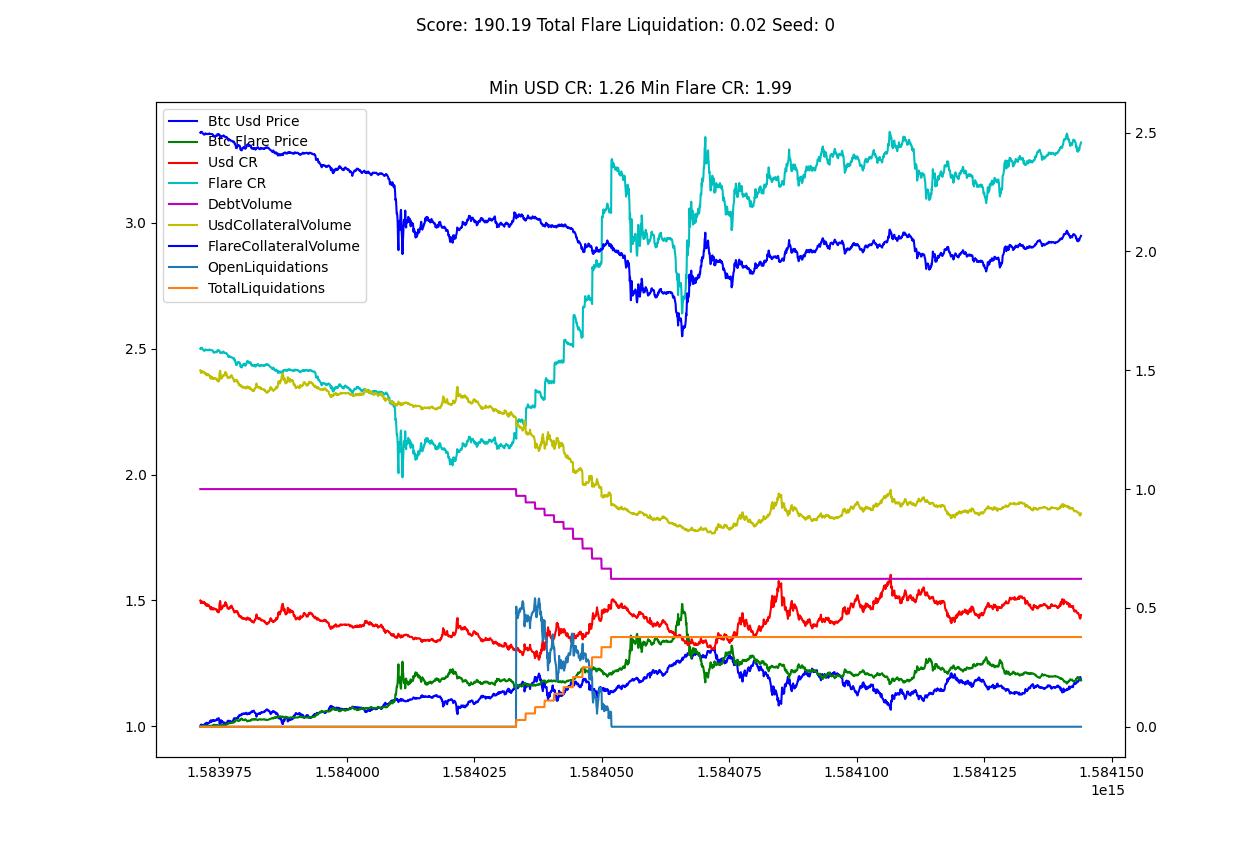 Score: 190.19 Total Flare Liquidation: 0.02 Seed: 0
Min USD CR: 1.26 Min Flare CR: 1.99
Btc Usd Price
Btc Flare Price
Usd CR
Flare CR
DebtVolume
UsdCollateralVolume
FlareCollateralVolume
OpenLiquidations
TotalLiquidations
3.0
2.5
2.0
1.5
1.0
2.5
2.0
1.5
1.0
0.5
0.0
1.583975 1.584000 1.584025 1.584050 1.584075 1.584100 1.584125 1.584150
1e15